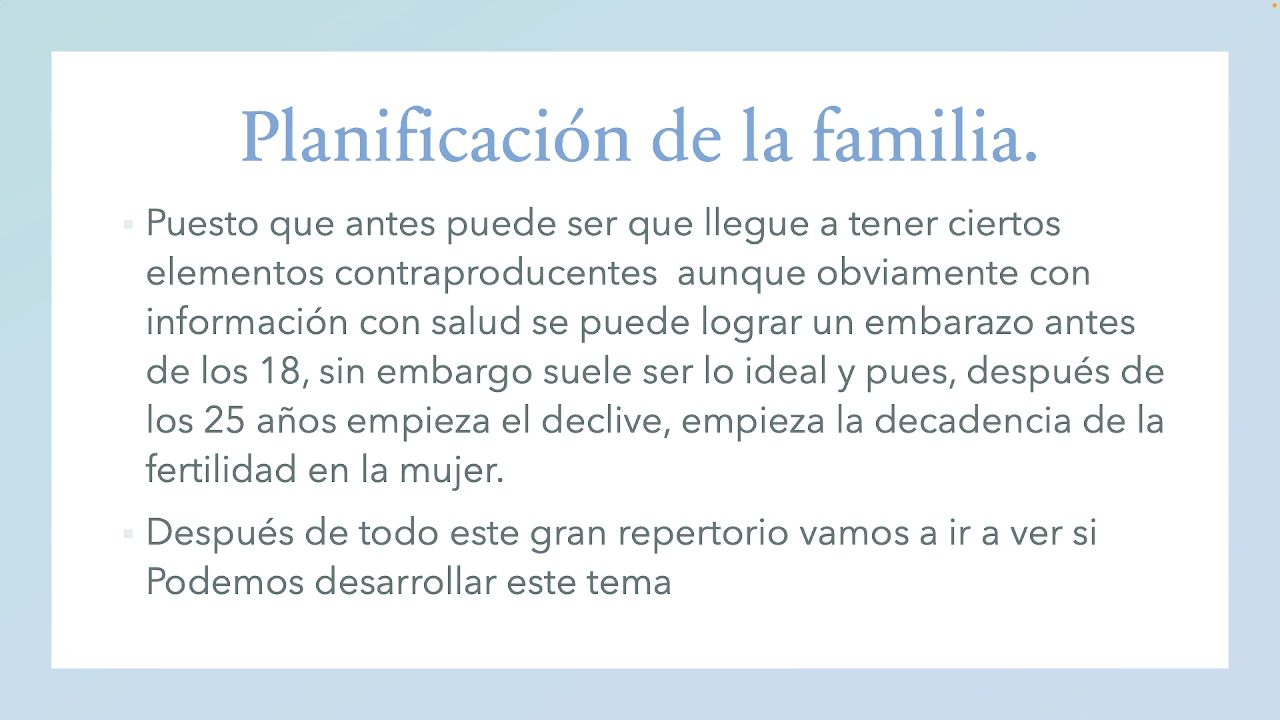 Planificación de la familia.
Puesto que antes puede ser que llegue a tener ciertos
elementos contraproducentes  aunque obviamente con
información con salud se puede lograr un embarazo antes
de los 18, sin embargo suele ser lo ideal y pues, después de
los 25 años empieza el declive, empieza la decadencia de la
fertilidad en la mujer.
Después de todo este gran repertorio vamos a ir a ver si
Podemos desarrollar este tema